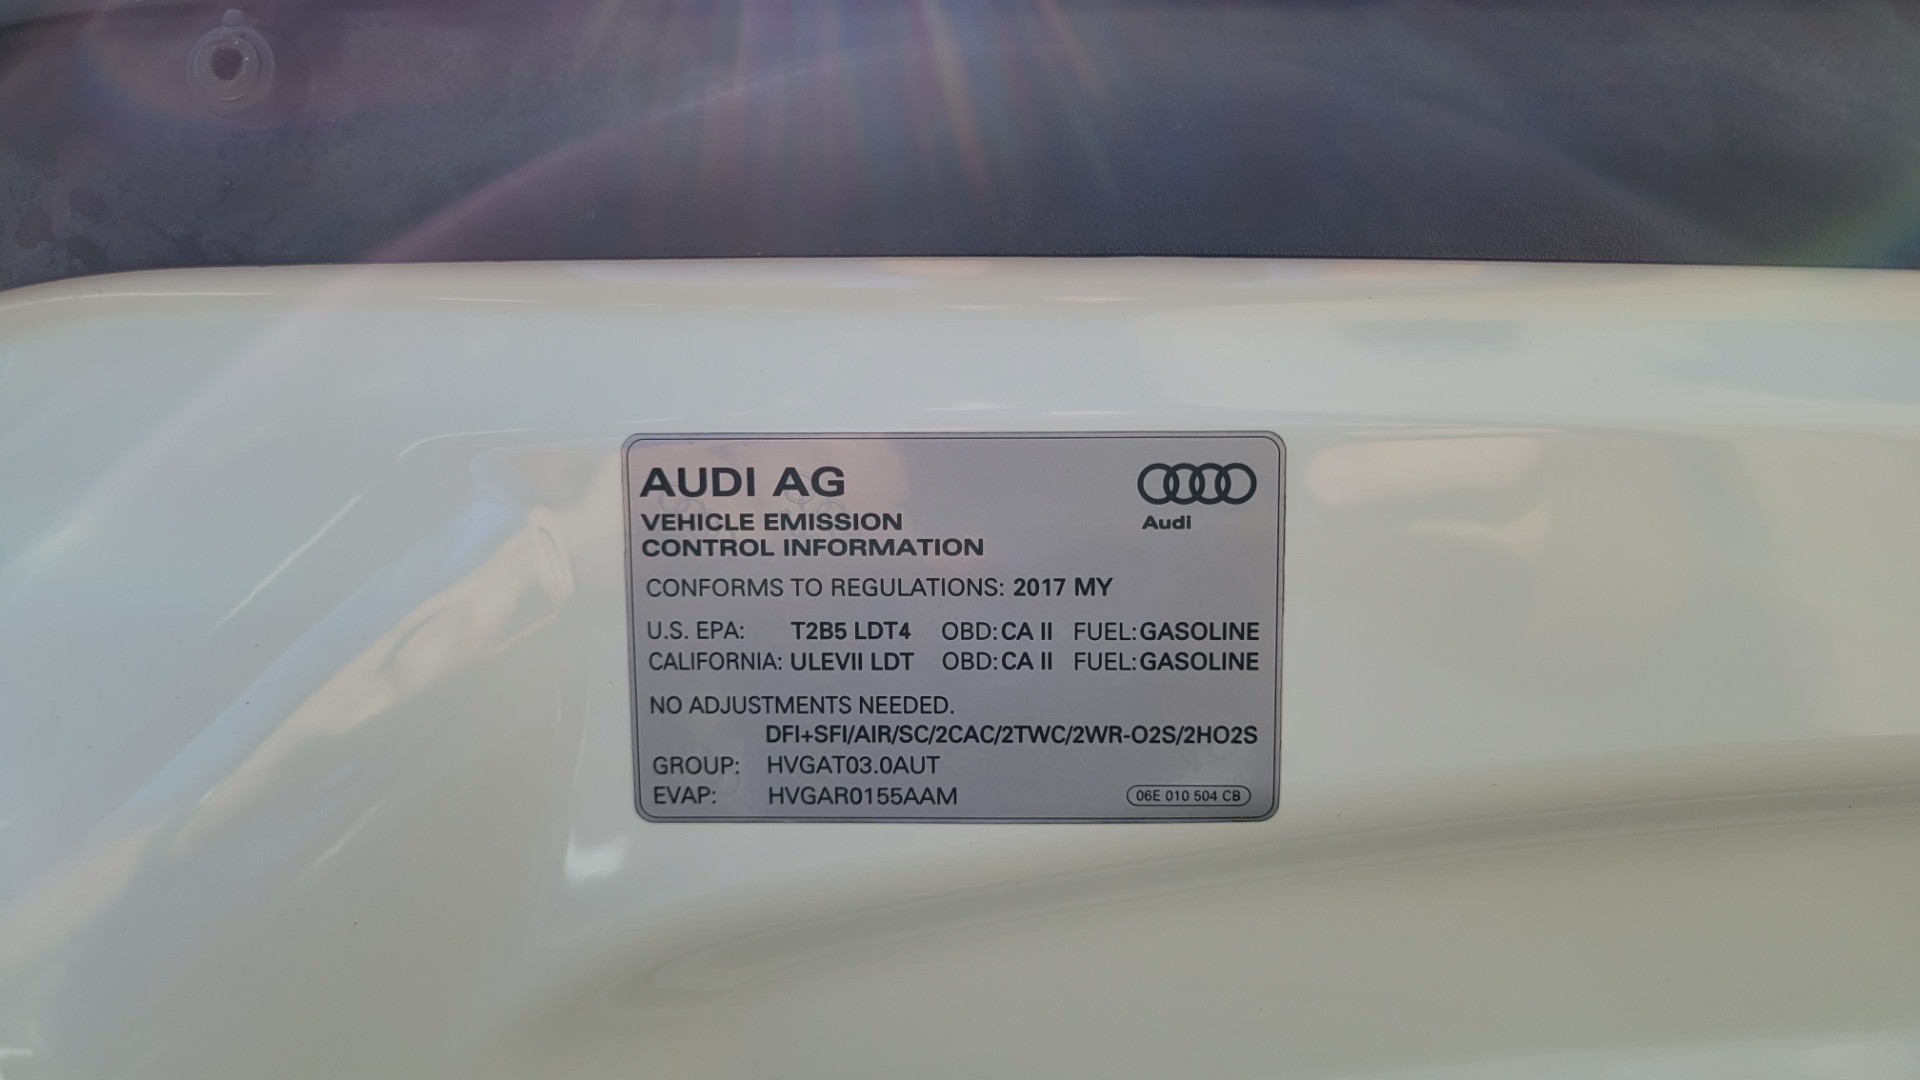 AUDI AG
Audi
VEHICLE EMISSION
CONTROL INFORMATION
CONFORMS TO REGULATIONS: 2017 MY
U.S. EPA: T2B5 LDT4 OBD: CA II FUEL: GASOLINE
CALIFORNIA: ULEVII LDT OBD: CA II FUEL: GASOLINE
NO ADJUSTMENTS NEEDED.
DFI+SFI/AIR/SC/2CAC/2TWC/2WR-O2S/2HO2S
GROUP: HVGAT03.0AUT
EVAP: HVGAR0155AAM
06E 010 504 CB